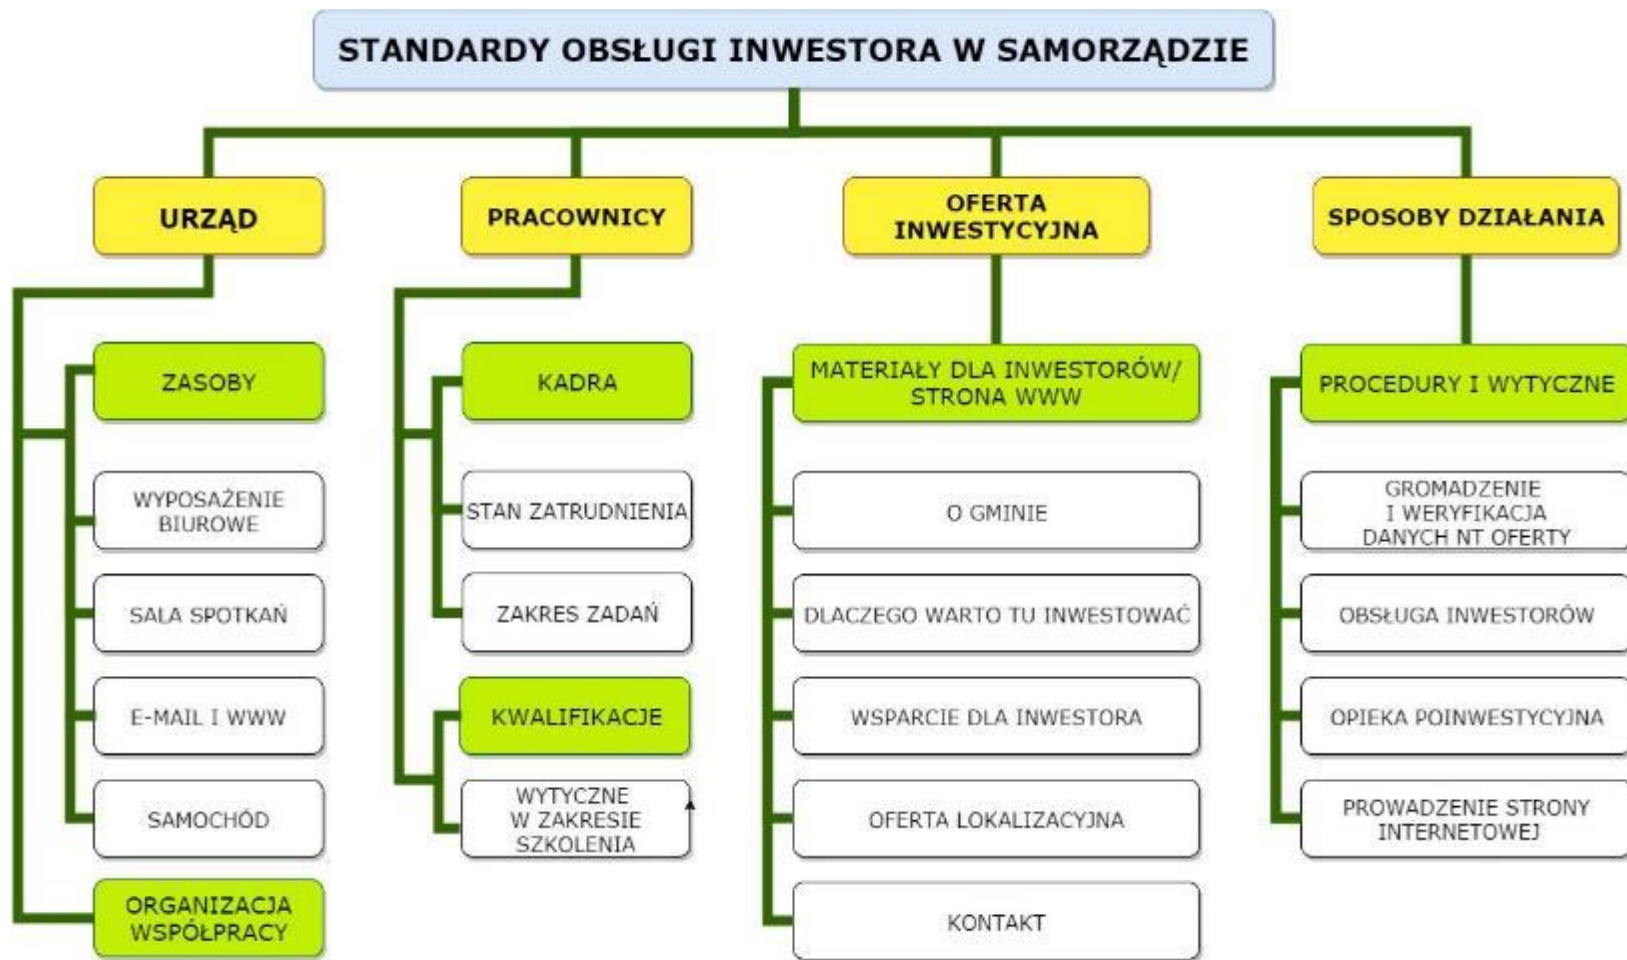 STANDARDY OBSŁUGI INWESTORA W SAMORZĄDZIE
URZĄD
ZASOBY
WYPOSAŻENIE
BIUROWE
SALA SPOTKAŃ
E-MAIL I WWW
SAMOCHÓD
ORGANIZACJA
WSPÓŁPRACY
PRACOWNICY
KADRA
STAN ZATRUDNIENIA
ZAKRES ZADAŃ
KWALIFIKACJE
WYTYCZNE
W ZAKRESIE
SZKOLENIA
OFERTA
INWESTYCYJNA
MATERIAŁY DLA INWESTORÓW/
STRONA WWW
O GMINIE
DLACZEGO WARTO TU INWESTOWAĆ
WSPARCIE DLA INWESTORA
OFERTA LOKALIZACYJNA
KONTAKT
SPOSOBY DZIAŁANIA
PROCEDURY I WYTYCZNE
GROMADZENIE
I WERYFIKACJA
DANYCH NT OFERTY
OBSŁUGA INWESTORÓW
OPIEKA POINWESTYCYJNA
PROWADZENIE STRONY
INTERNETOWEJ